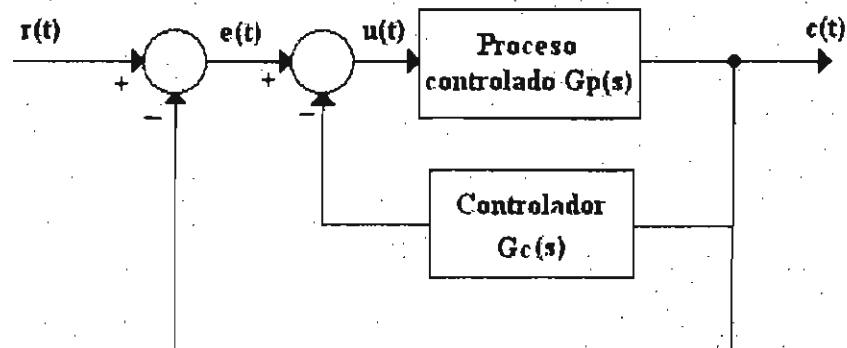 r(t)
e(t)
u(t)
Proceso
controlado Gp(s)
c(t)
+
−
+
−
Controlador
Gc(s)